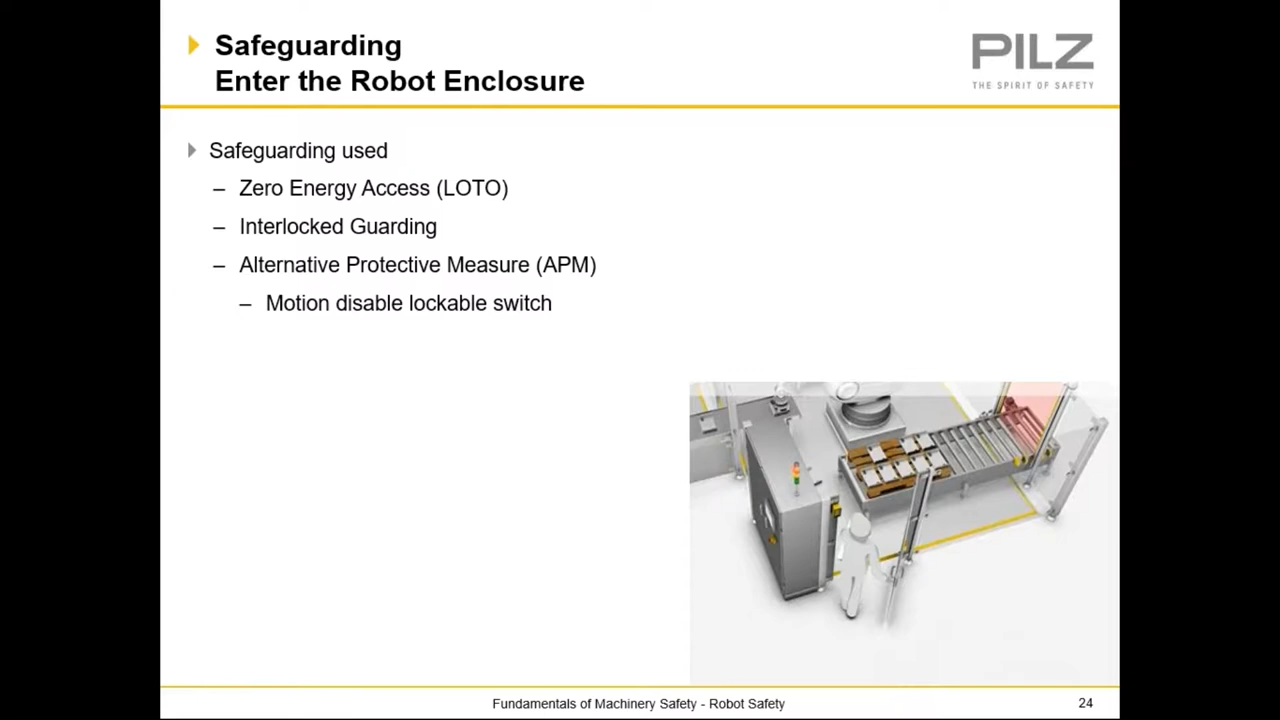 Safeguarding
Enter the Robot Enclosure
PILZ
THE SPIRIT OF SAFETY
Safeguarding used
– Zero Energy Access (LOTO)
– Interlocked Guarding
– Alternative Protective Measure (APM)
– Motion disable lockable switch
Fundamentals of Machinery Safety - Robot Safety
24